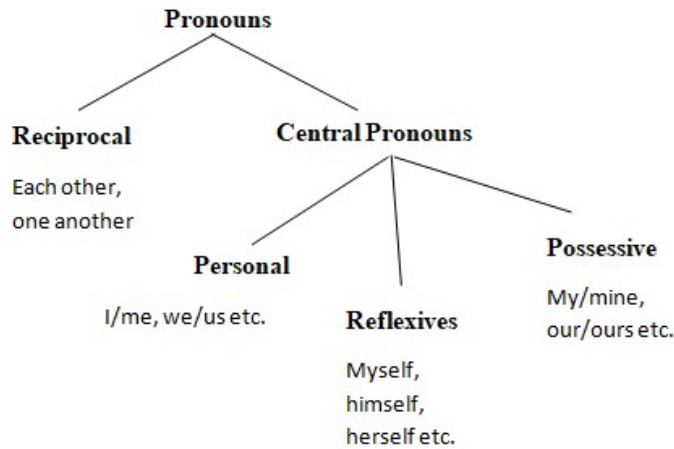 Pronouns
Reciprocal
Each other,
one another
Central Pronouns
Personal
I/me, we/us etc.
Reflexives
Myself,
himself,
herself etc.
Possessive
My/mine,
our/ours etc.